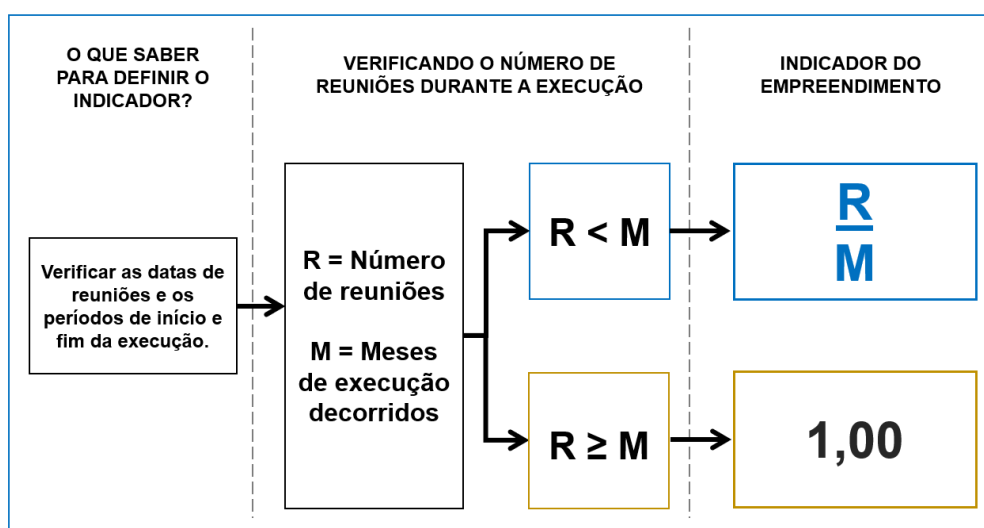 O QUE SABER
PARA DEFINIR O
INDICADOR?
VERIFICANDO O NÚMERO DE
REUNIÕES DURANTE A EXECUÇÃO
INDICADOR DO
EMPREENDIMENTO
Verificar as datas de
reuniões e os
períodos de início e
fim da execução.
R = Número
de reuniões
M = Meses
de execução
decorridos
R < M
R
M
R ≥ M
1,00